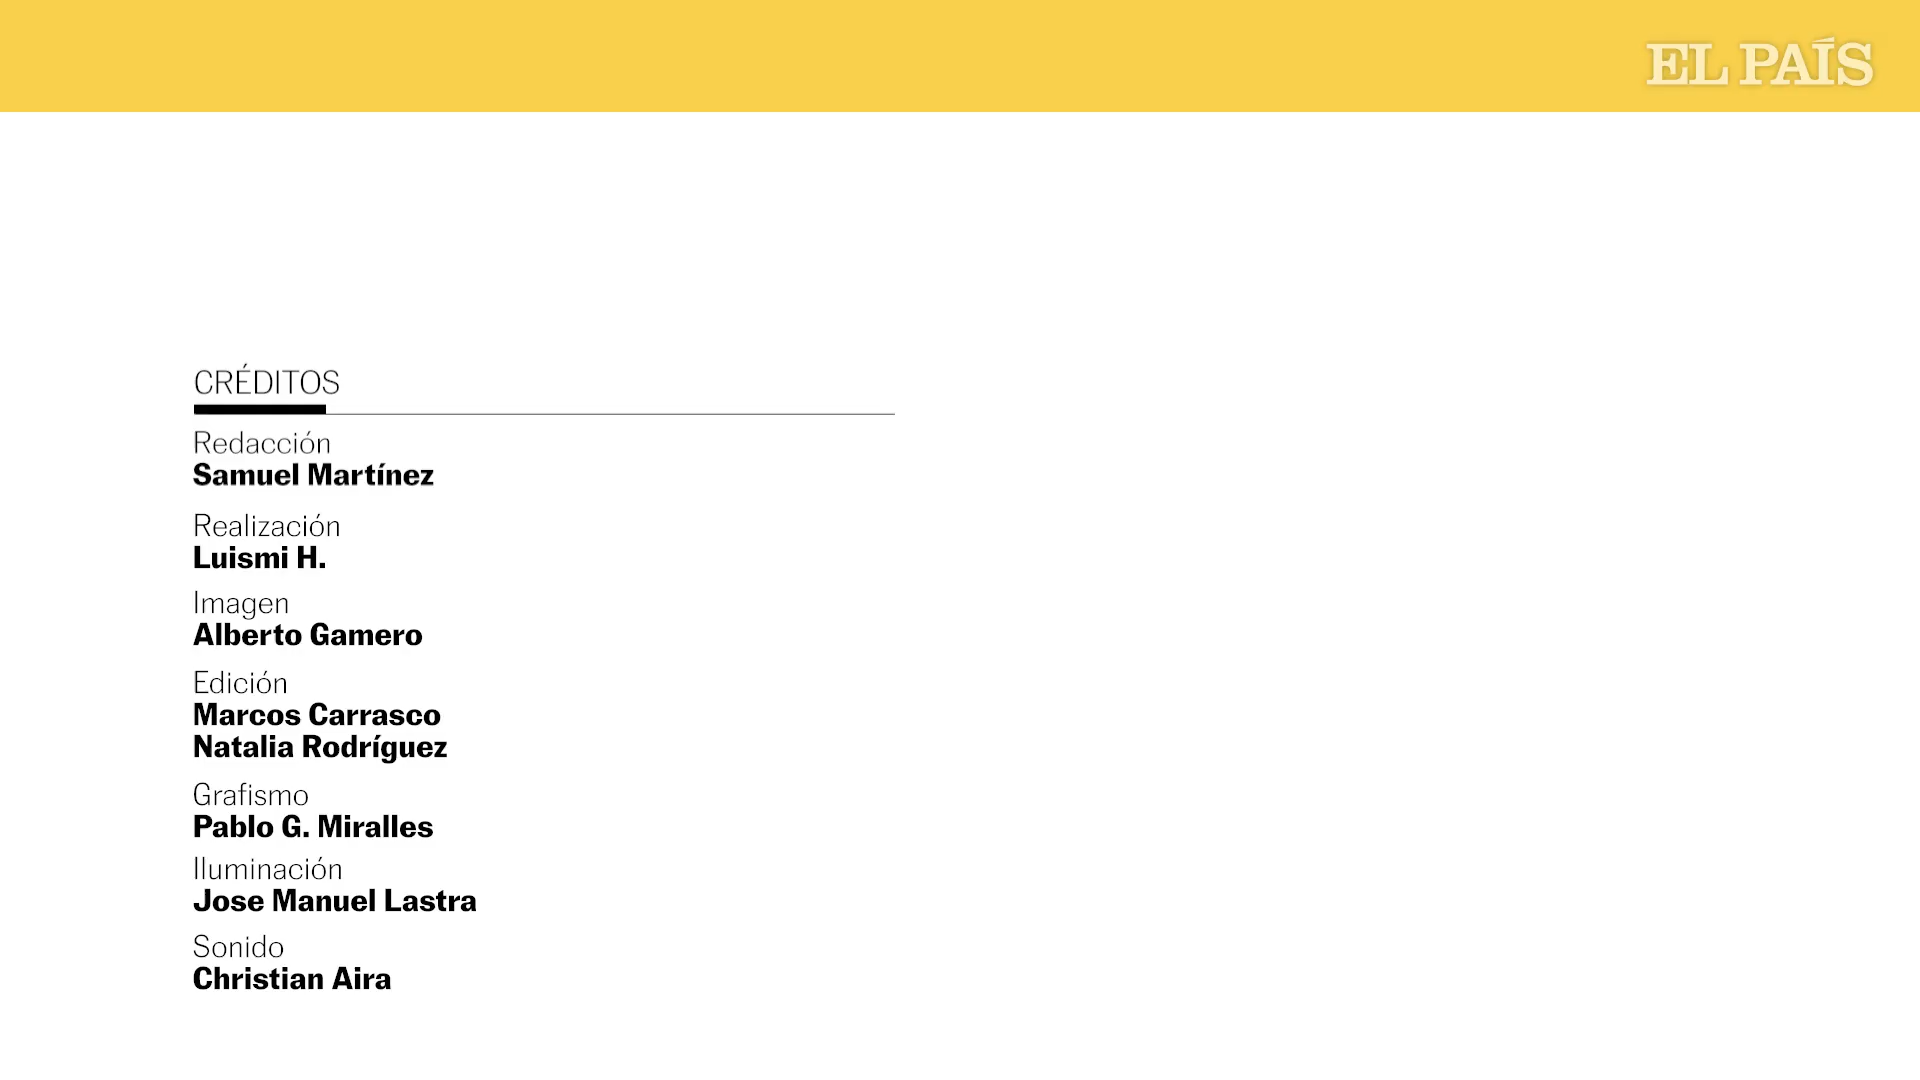 EL PAÍS
CRÉDITOS
Redacción
Samuel Martínez
Realización
Luismi H.
Imagen
Alberto Gamero
Edición
Marcos Carrasco
Natalia Rodríguez
Grafismo
Pablo G. Miralles
Iluminación
Jose Manuel Lastra
Sonido
Christian Aira